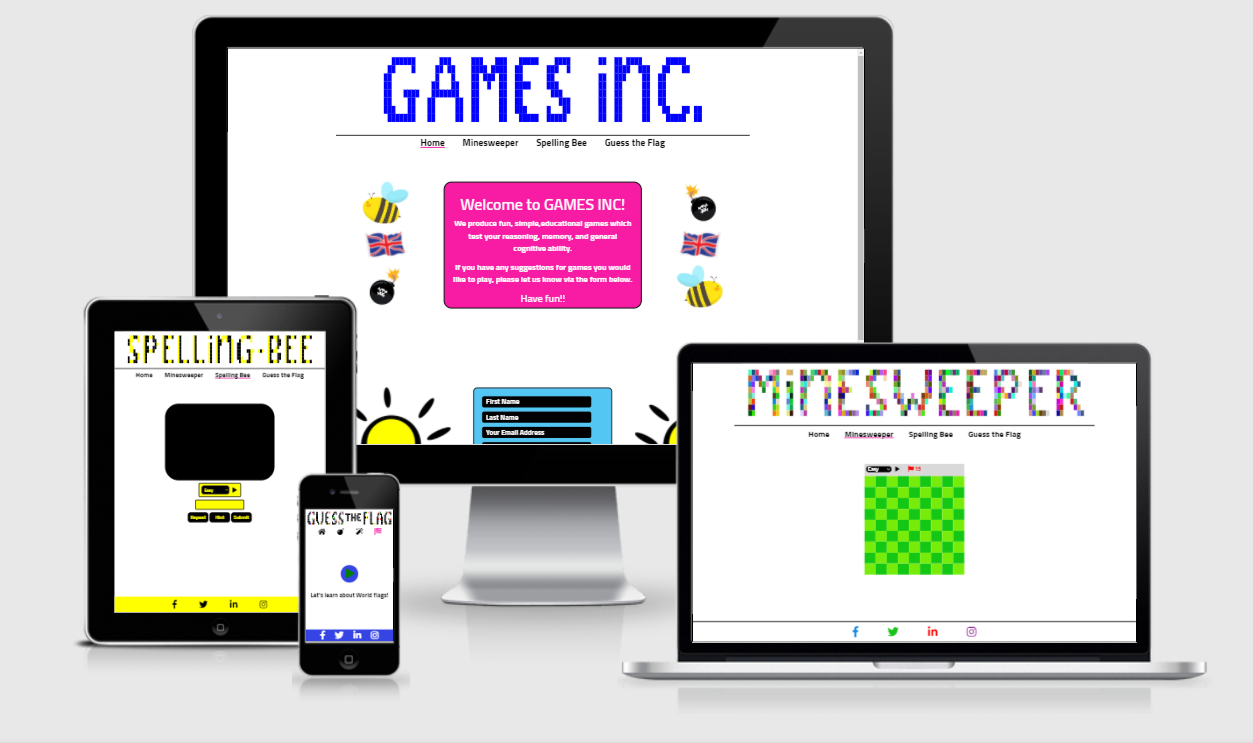 GAMES iNC.
Home Minesweeper Spelling Bee Guess the Flag
Welcome to GAMES INC!
We produce fun, simple,educational games which
test your reasoning, memory, and general
cognitive ability.
If you have any suggestions for games you would
like to play, please let us know via the form below.
Have fun!!
First Name
Last Name
Your Email Address
SPELLiNG-BEE
Home Minesweeper Spelling Bee Guess the Flag
Easy
Repeat Hint Submit
GUESS THE FLAG
Let's learn about World flags!
MiNESWEEPER
Home Minesweeper Spelling Bee Guess the Flag
Easy